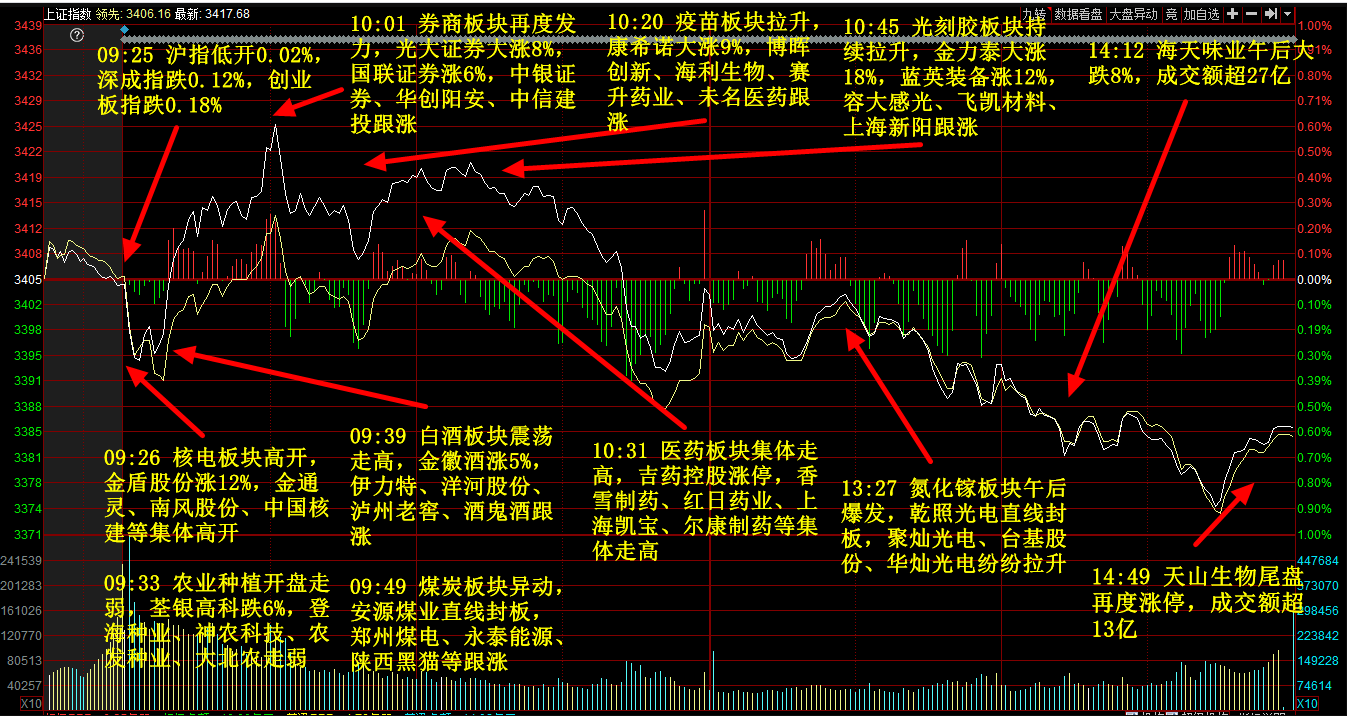 上证指数 领先: 3406.16 最新: 3417.68
九转 数据看盘 大盘异动 竞 加自选
3439
3436
3432
3429
3425
3422
3419
3415
3412
3408
3405
3402
3398
3395
3391
3388
3385
3381
3378
3374
3371
241539
201283
161026
120770
80513
40257
X10
09:25 沪指低开0.02%，
深成指跌0.12%，创业
板指跌0.18%
10:01 券商板块再度发
力，光大证券大涨8%，
国联证券涨6%，中银证
券、华创阳安、中信建
投跟涨
10:20 疫苗板块拉升，
康希诺大涨9%，博晖
创新、海利生物、赛
升药业、未名医药跟
涨
10:45 光刻胶板块持
续拉升，金力泰大涨
18%，蓝英装备涨12%，
容大感光、飞凯材料、
上海新阳跟涨
14:12 海天味业午后大
跌8%，成交额超27亿
09:26 核电板块高开，
金盾股份涨12%，金通
灵、南风股份、中国核
建等集体高开
09:33 农业种植开盘走
弱，荃银高科跌6%，登
海种业、神农科技、农
发种业、大北农走弱
09:39 白酒板块震荡
走高，金徽酒涨5%，
伊力特、洋河股份、
泸州老窖、酒鬼酒跟
涨
09:49 煤炭板块异动，
安源煤业直线封板，
郑州煤电、永泰能源、
陕西黑猫等跟涨
10:31 医药板块集体走
高，吉药控股涨停，香
雪制药、红日药业、上
海凯宝、尔康制药等集
体走高
13:27 氮化镓板块午后
爆发，乾照光电直线封
板，聚灿光电、台基股
份、华灿光电纷纷拉升
14:49 天山生物尾盘
再度涨停，成交额超
13亿
1.00%
0.91%
0.80%
0.71%
0.60%
0.50%
0.40%
0.30%
0.20%
0.10%
0.00%
0.10%
0.19%
0.30%
0.39%
0.50%
0.60%
0.70%
0.80%
0.90%
1.00%
447684
373070
298456
223842
149228
74614
X10